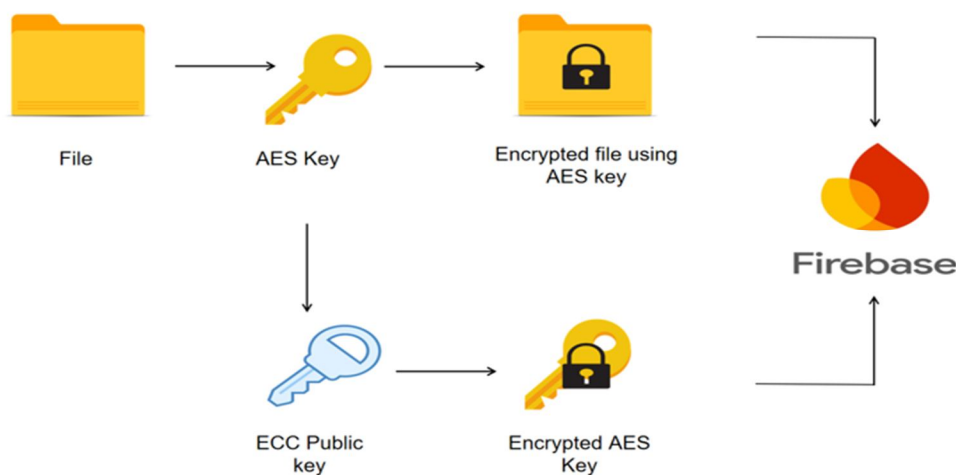 File
AES Key
Encrypted file using
AES key
Firebase
ECC Public
key
Encrypted AES
Key